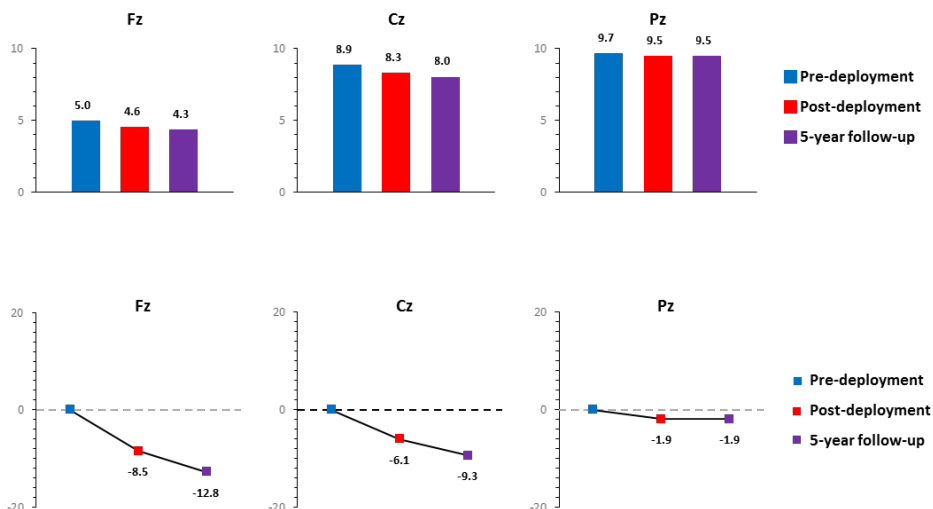 Fz
Cz
Pz
10
5
0
5.0
4.6
4.3
10
5
0
8.9
8.3
8.0
10
5
0
9.7
9.5
9.5
Pre-deployment
Post-deployment
5-year follow-up
Fz
Cz
Pz
20
0
-20
-8.5
-12.8
20
0
-20
-6.1
-9.3
20
0
-20
-1.9
-1.9
Pre-deployment
Post-deployment
5-year follow-up